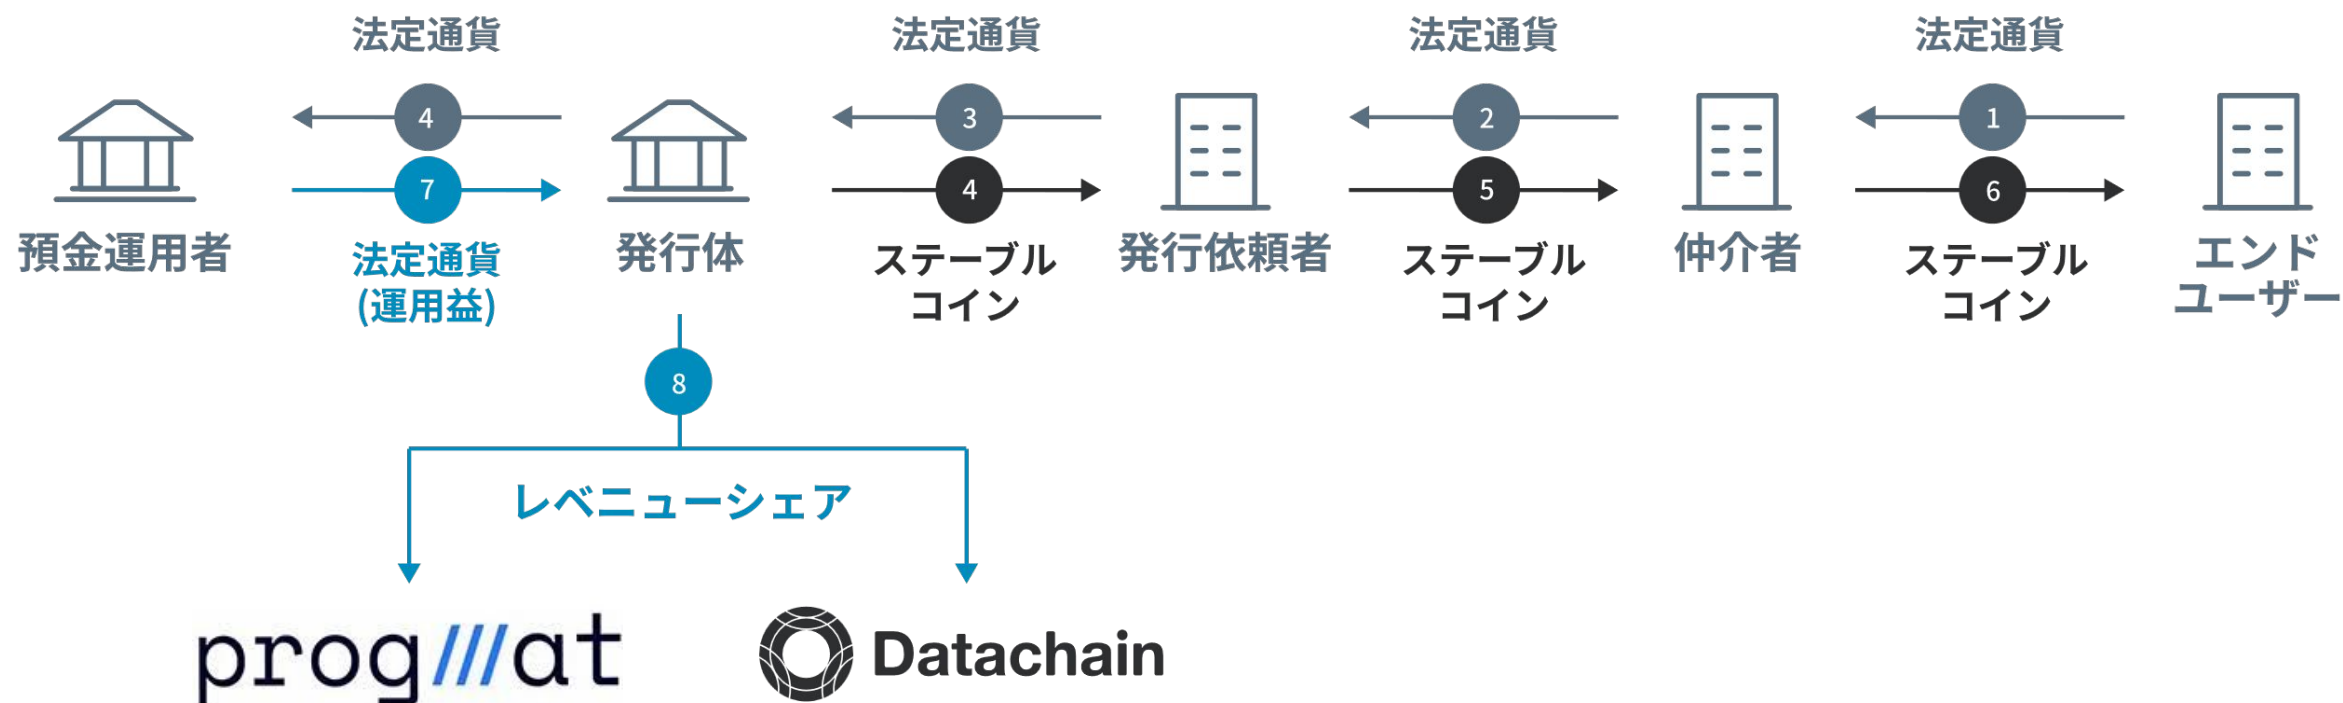 法定通貨
法定通貨
法定通貨
法定通貨
4
3
2
1
7
4
5
6
預金運用者
法定通貨
(運用益)
発行体
ステーブル
コイン
発行依頼者
ステーブル
コイン
仲介者
ステーブル
コイン
エンド
ユーザー
8
レベニューシェア
progmat
Datachain